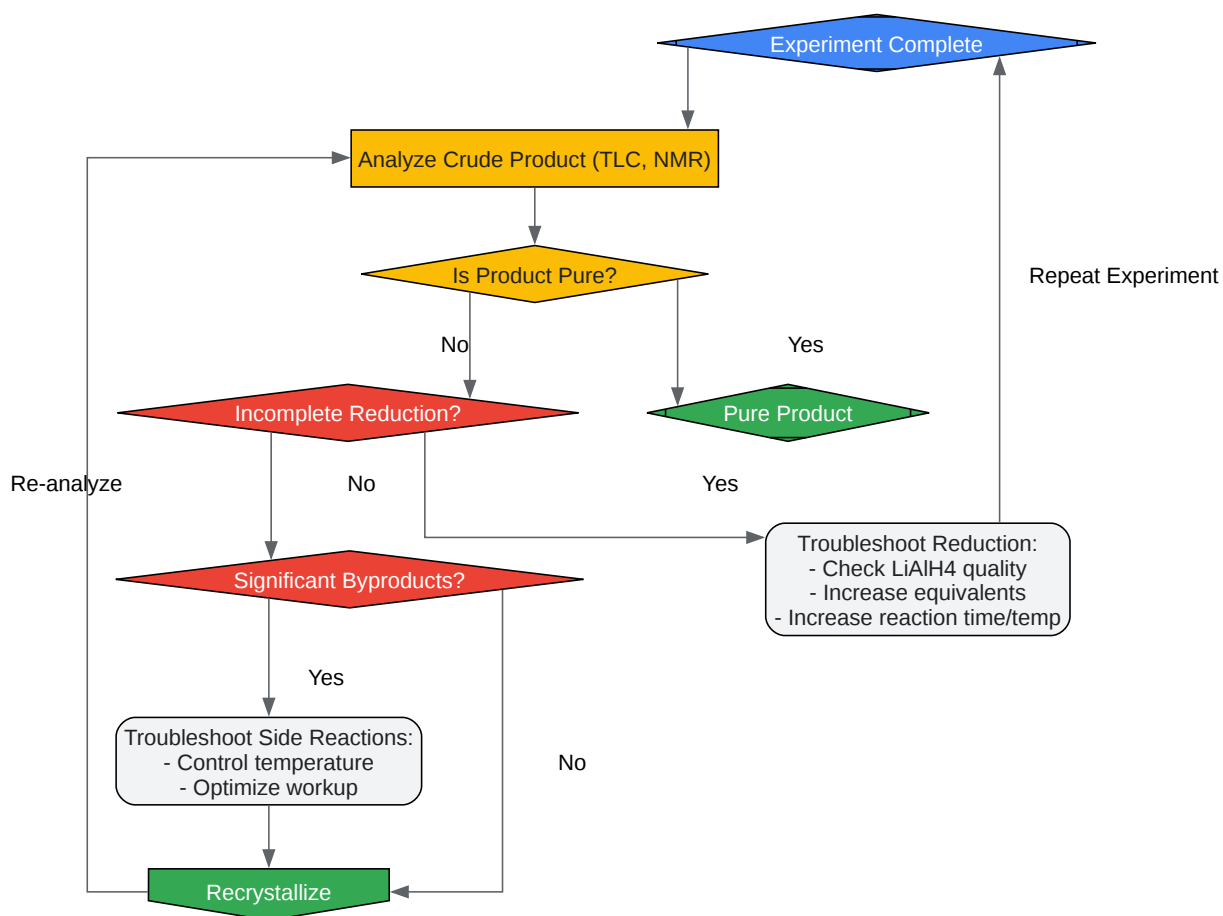 Experiment Complete
Analyze Crude Product (TLC, NMR)
Is Product Pure?
Repeat Experiment
No
Yes
Incomplete Reduction?
Pure Product
Re-analyze
No
Yes
Troubleshoot Reduction:
- Check LiAlH4 quality
- Increase equivalents
- Increase reaction time/temp
Significant Byproducts?
Yes
Troubleshoot Side Reactions:
- Control temperature
- Optimize workup
No
Recrystallize